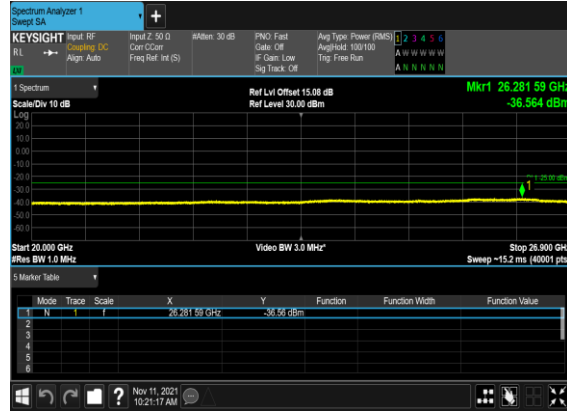 Spectrum Analyzer 1
Swept SA
+
KEYSIGHT Input: RF Input Z: 50 Ω #Atten: 30 dB PNO: Fast Avg Type: Power (RMS) 1 2 3 4 5 6
RL Coupling: DC Corr CCorr Gate: Off Avg|Hold: 100/100 A W W W W W
Align: Auto Freq Ref: Int (S) IF Gain: Low Trig: Free Run
LW Sig Track: Off A N N N N N
1 Spectrum Ref Lvl Offset 15.08 dB Mkr1 26.281 59 GHz
Scale/Div 10 dB Ref Level 30.00 dBm -36.564 dBm
Log
20.0
10.0
0.00
-10.0
-20.0
-30.0
-40.0
-50.0
-60.0
1
Start 20.000 GHz Video BW 3.0 MHz* Stop 26.900 GHz
#Res BW 1.0 MHz Sweep ~15.2 ms (40001 pts)
5 Marker Table
Mode Trace Scale X Y Function Function Width Function Value
1 N 1 f 26.281 59 GHz -36.56 dBm
2
3
4
5
6
? Nov 11, 2021
10:21:17 AM